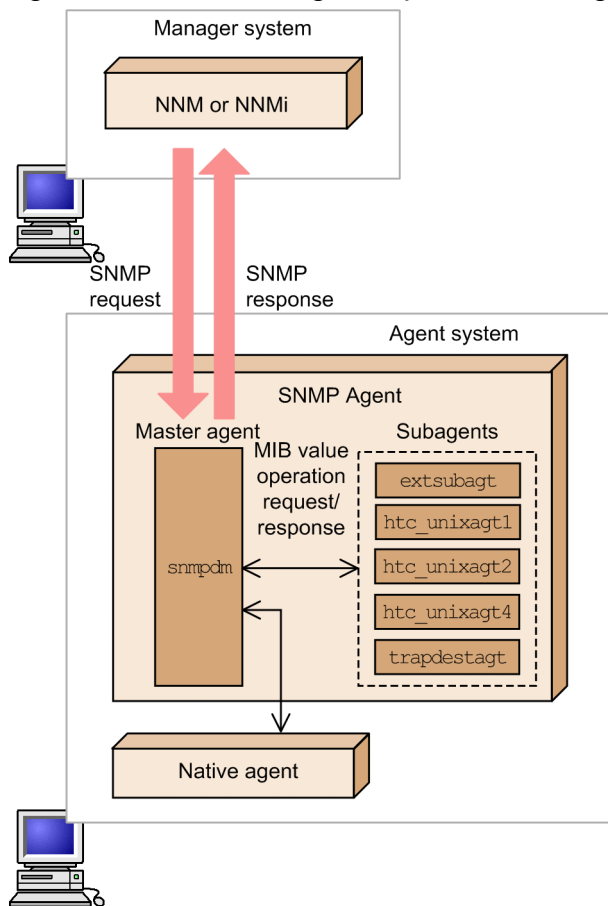 Manager system
NNM or NNMi
SNMP
request
SNMP
response
Agent system
SNMP Agent
Master agent
MIB value
operation
request/
response
Subagents
snmpdm
extsubagt
htc_unixagt1
htc_unixagt2
htc_unixagt4
trapdestagt
Native agent